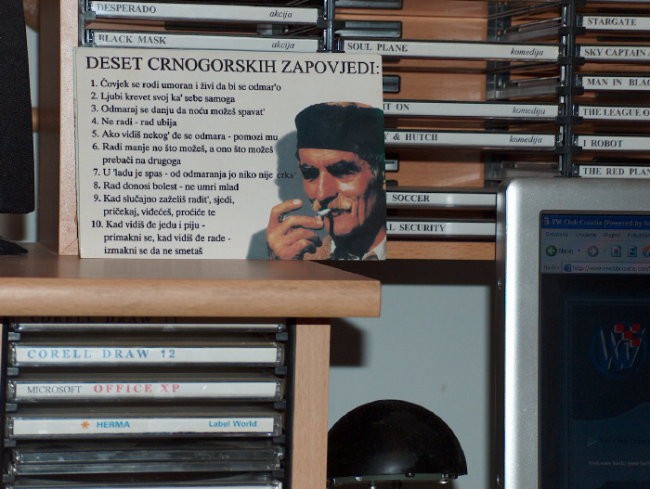 DESPERADO akcija
BLACK MASK akcija
SOUL PLANE komedija
STARGATE
SKY CAPTAIN
MAN IN BLAC
THE LEAGUE O
I ROBOT
THE RED PLAN
IT ON komedija
Y & HUTCH komedija
SOCCER
AL SECURITY
DESET CRNOGORSKIH ZAPOVJEDI:
1. Čovjek se rodi umoran i živi da bi se odmar'o
2. Ljubi krevet svoj ka' sebe samoga
3. Odmaraj se danju da noću možeš spavat'
4. Ne radi - rad ubija
5. Ako vidiš nekog' đe se odmara - pomozi mu
6. Radi manje no što možeš, a ono što možeš
prebači na drugoga
7. U 'ladu je spas - od odmaranja jo niko nije crka'
8. Rad donosi bolest - ne umri mlad
9. Kad slučajno zaželiš radit', sjedi,
pričekaj, viđećeš, proćiće te
10. Kad vidiš đe jedu i piju -
primakni se, kad vidiš đe rade -
izmakni se da ne smetaš
CORELL DRAW 12
MICROSOFT OFFICE XP
HERMA Label World